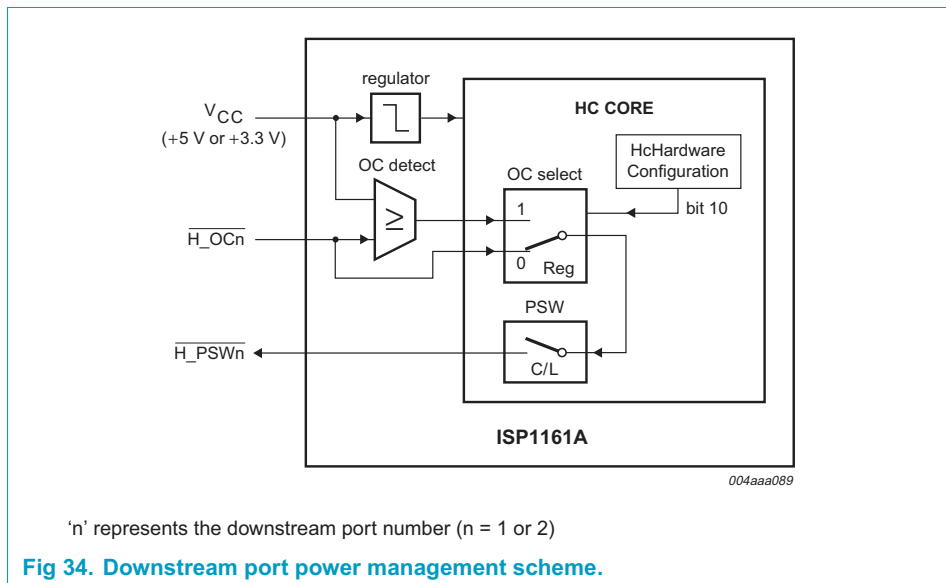 regulator
HC CORE
VCC
(+5 V or +3.3 V)
HcHardware
Configuration
OC detect
OC select
1
bit 10
≥
H_OCn
0
Reg
PSW
H_PSWn
C/L
ISP1161A
004aaa089
‘n’ represents the downstream port number (n = 1 or 2)
Fig 34. Downstream port power management scheme.